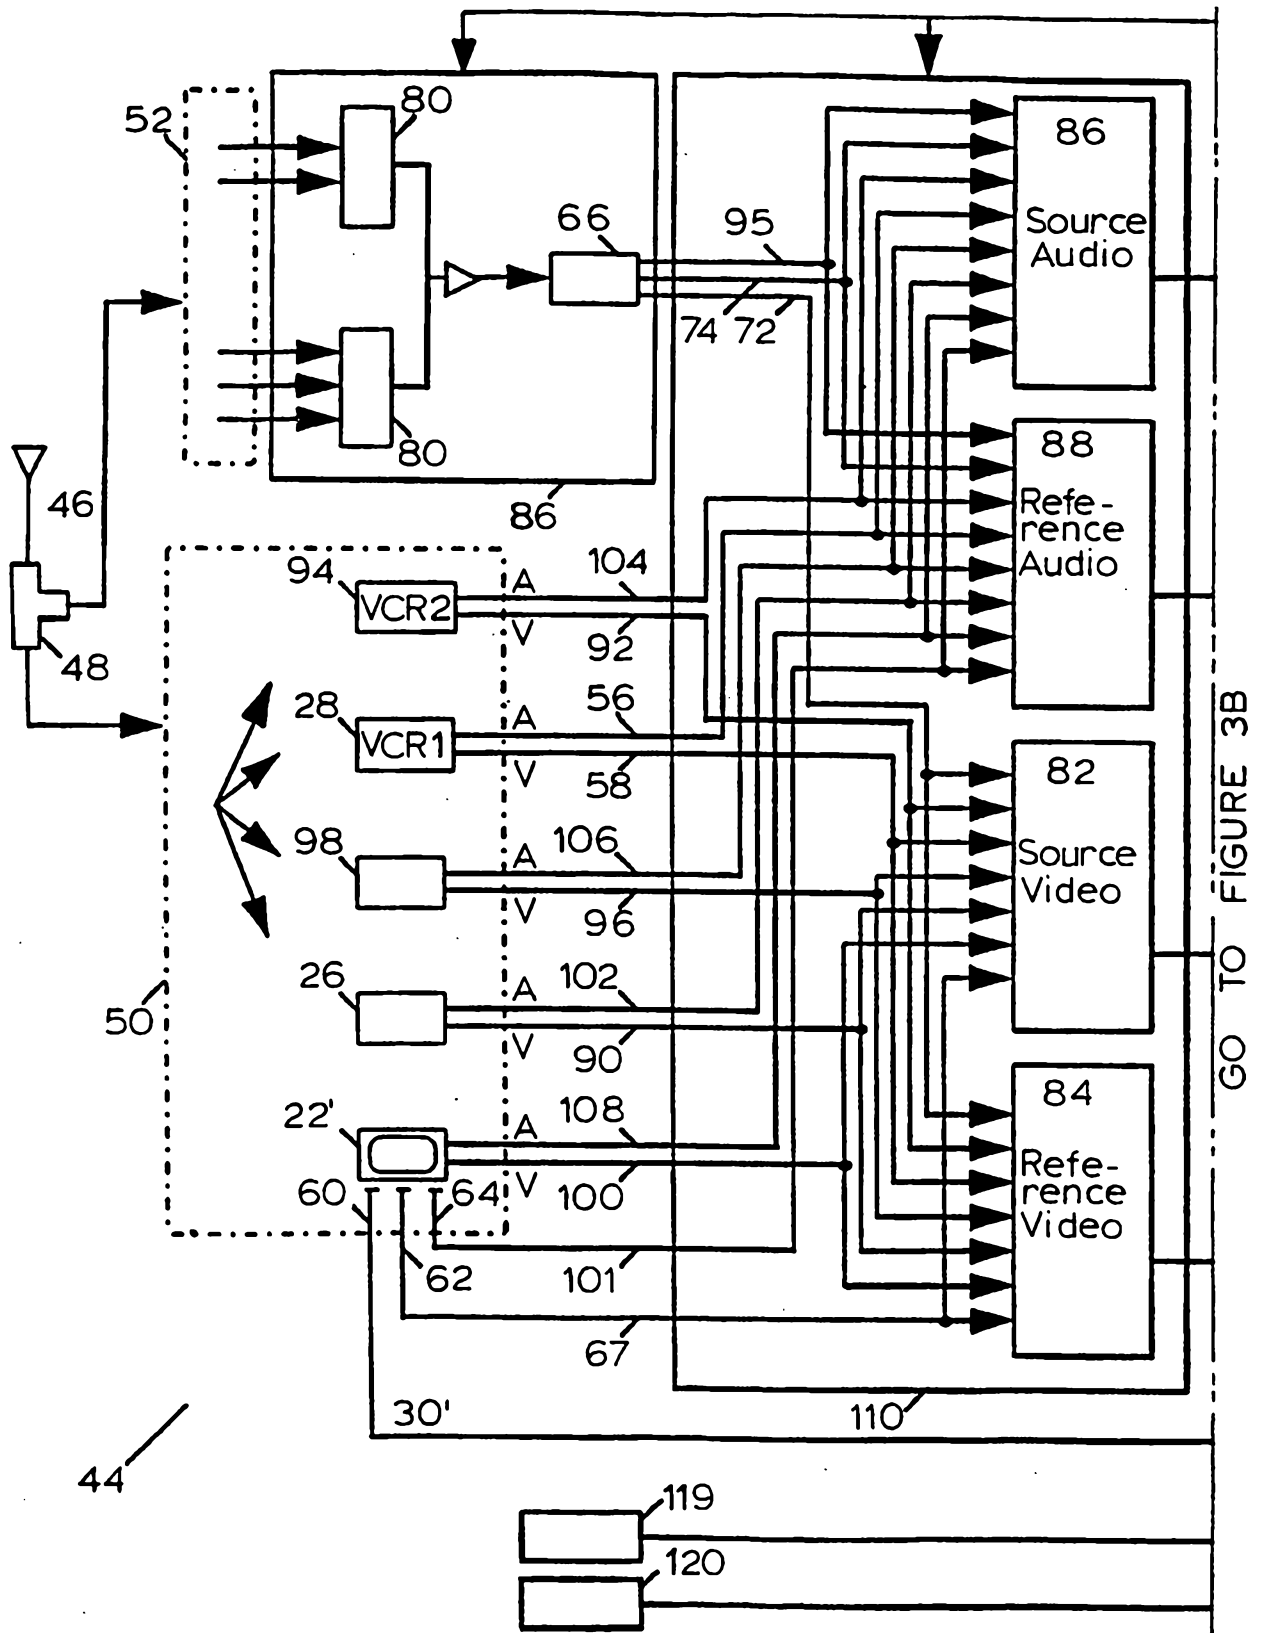 52
80
66
95
86
Source
Audio
74 72
46
80
86
88
Refe-
rence
Audio
48
94
VCR2
A
104
V
92
28
VCR1
A
56
V
58
82
Source
Video
98
A
106
V
96
26
A
102
V
90
50
84
Refe-
rence
Video
22'
A
108
V
100
60
64
62
101
67
30'
110
44
119
120
GO TO FIGURE 3B